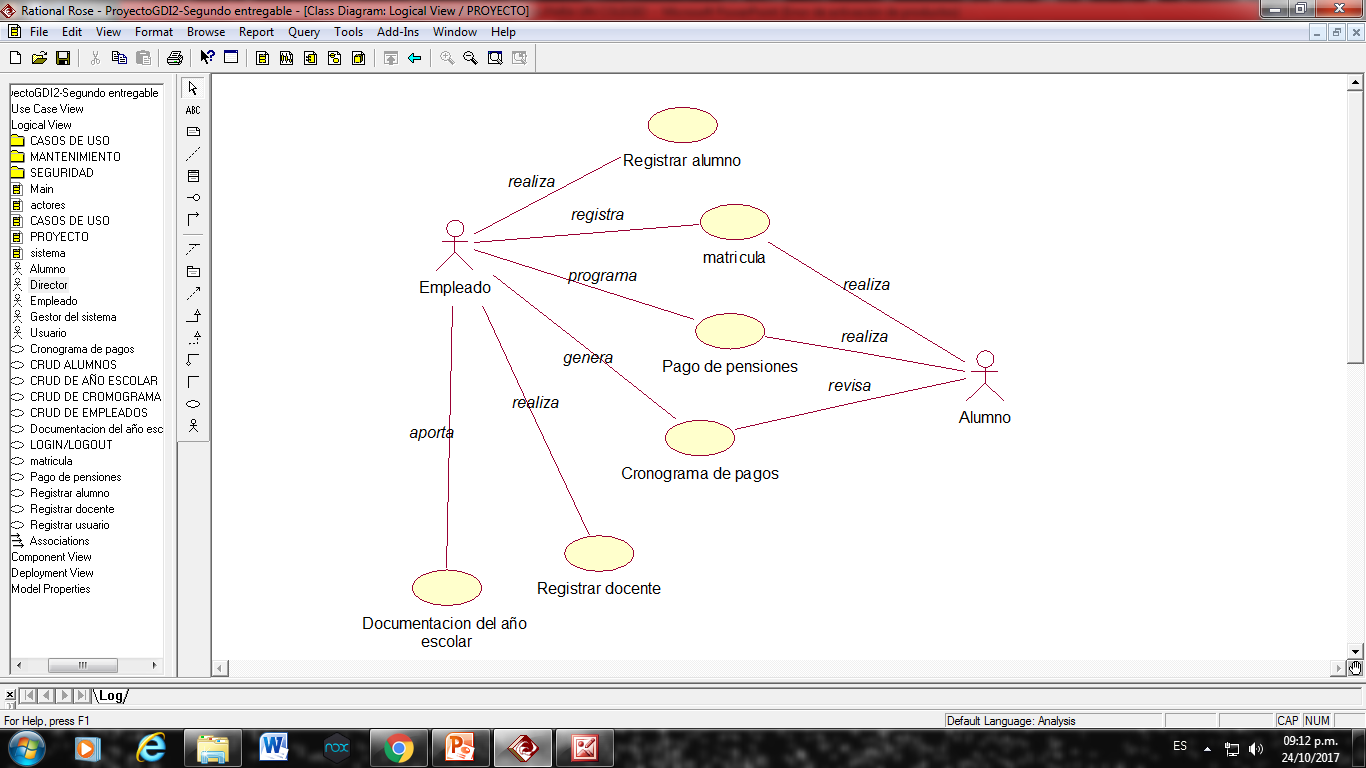 Rational Rose - ProyectoGDI2-Segundo entregable - [Class Diagram: Logical View / PROYECTO]
File Edit View Format Browse Report Query Tools Add-Ins Window Help
ABC
yectoGDI2-Segundo entregable
Use Case View
Logical View
CASOS DE USO
MANTENIMIENTO
SEGURIDAD
Main
actores
CASOS DE USO
PROYECTO
sistema
Alumno
Director
Empleado
Gestor del sistema
Usuario
Cronograma de pagos
CRUD ALUMNOS
CRUD DE AÑO ESCOLAR
CRUD DE CROMOGRAMA
CRUD DE EMPLEADOS
Documentacion del año esc
LOGIN/LOGOUT
matricula
Pago de pensiones
Registrar alumno
Registrar docente
Registrar usuario
Associations
Component View
Deployment View
Model Properties
Registrar alumno
realiza
registra
matricula
Empleado
programa
realiza
realiza
Pago de pensiones
genera
revisa
realiza
Alumno
aporta
Cronograma de pagos
Registrar docente
Documentacion del año
escolar
Log
For Help, press F1
Default Language: Analysis
CAP NUM
nox
ES
09:12 p.m.
24/10/2017